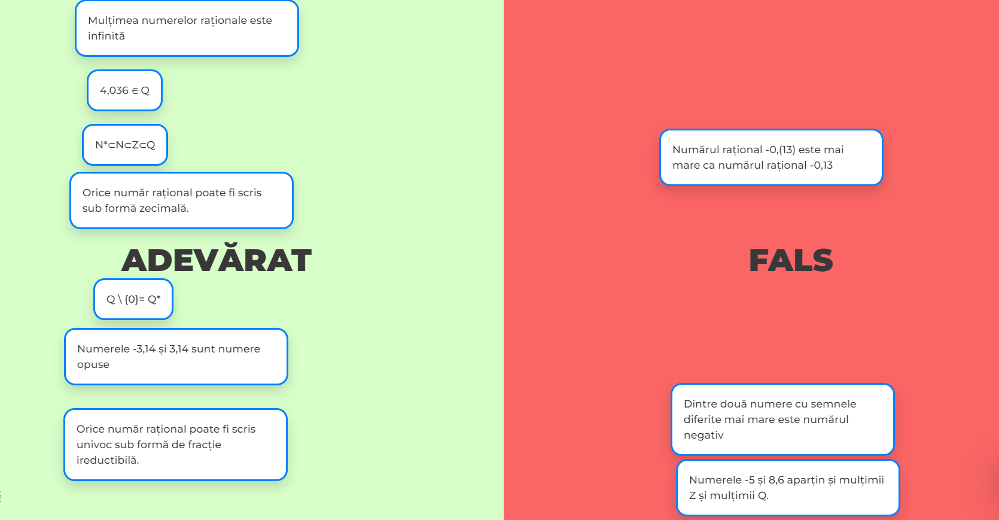 Mulțimea numerelor raționale este
infinită
4,036 ∈ Q
N*⊂N⊂Z⊂Q
Orice număr rațional poate fi scris
sub formă zecimală.
ADEVĂRAT
Q \ {0}= Q*
Numerele -3,14 și 3,14 sunt numere
opuse
Orice număr rațional poate fi scris
univoc sub formă de fracție
ireductibilă.
Numărul rațional -0,(13) este mai
mare ca numărul rațional -0,13
FALS
Dintre două numere cu semnele
diferite mai mare este numărul
negativ
Numerele -5 și 8,6 aparțin și mulțimii
Z și mulțimii Q.